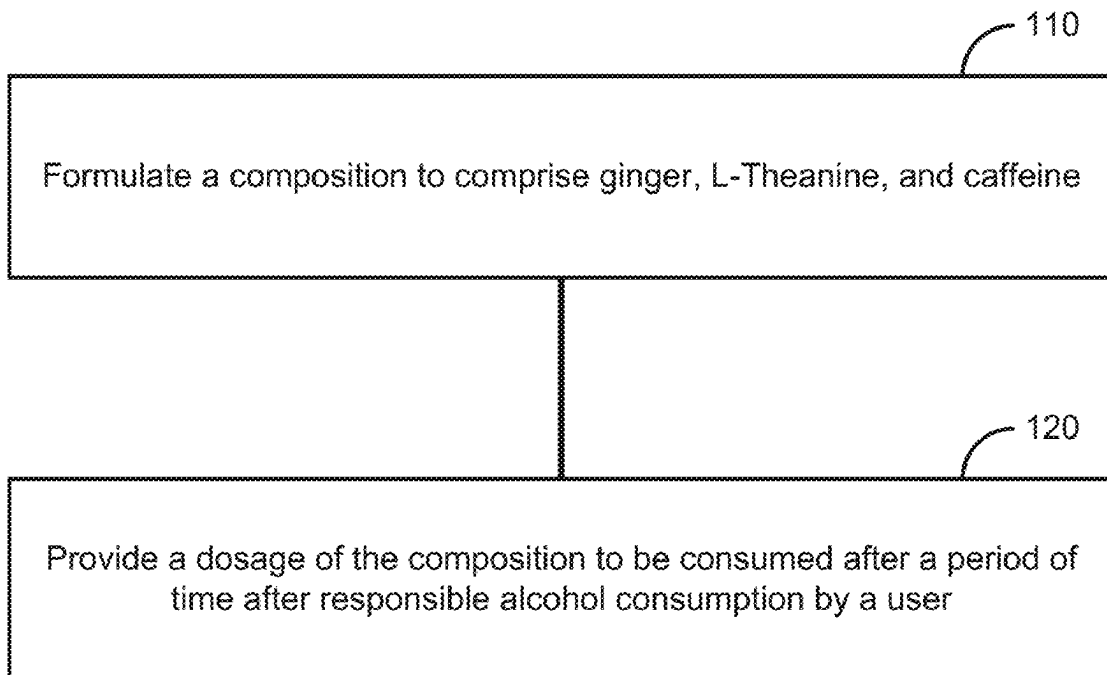 110
Formulate a composition to comprise ginger, L-Theanine, and caffeine
120
Provide a dosage of the composition to be consumed after a period of
time after responsible alcohol consumption by a user